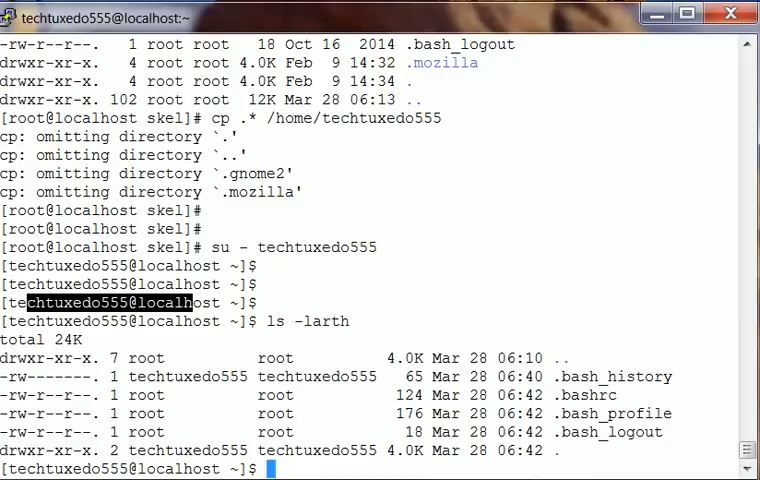 techtuxedo555@localhost:~
-rw-r--r--. 1 root root 18 Oct 16 2014 .bash_logout
drwxr-xr-x. 4 root root 4.0K Feb 9 14:32 .mozilla
drwxr-xr-x. 4 root root 4.0K Feb 9 14:34 .
drwxr-xr-x. 102 root root 12K Mar 28 06:13 ..
[root@localhost skel]# cp .* /home/techtuxedo555
cp: omitting directory `.'
cp: omitting directory `..'
cp: omitting directory `.gnome2'
cp: omitting directory `.mozilla'
[root@localhost skel]#
[root@localhost skel]#
[root@localhost skel]# su - techtuxedo555
[techtuxedo555@localhost ~]$
[techtuxedo555@localhost ~]$
[techtuxedo555@localhost ~]$
[techtuxedo555@localhost ~]$ ls -larth
total 24K
drwxr-xr-x. 7 root root 4.0K Mar 28 06:10 ..
-rw-------. 1 techtuxedo555 techtuxedo555 65 Mar 28 06:40 .bash_history
-rw-r--r--. 1 root root 124 Mar 28 06:42 .bashrc
-rw-r--r--. 1 root root 176 Mar 28 06:42 .bash_profile
-rw-r--r--. 1 root root 18 Mar 28 06:42 .bash_logout
drwxr-xr-x. 2 techtuxedo555 techtuxedo555 4.0K Mar 28 06:42 .
[techtuxedo555@localhost ~]$